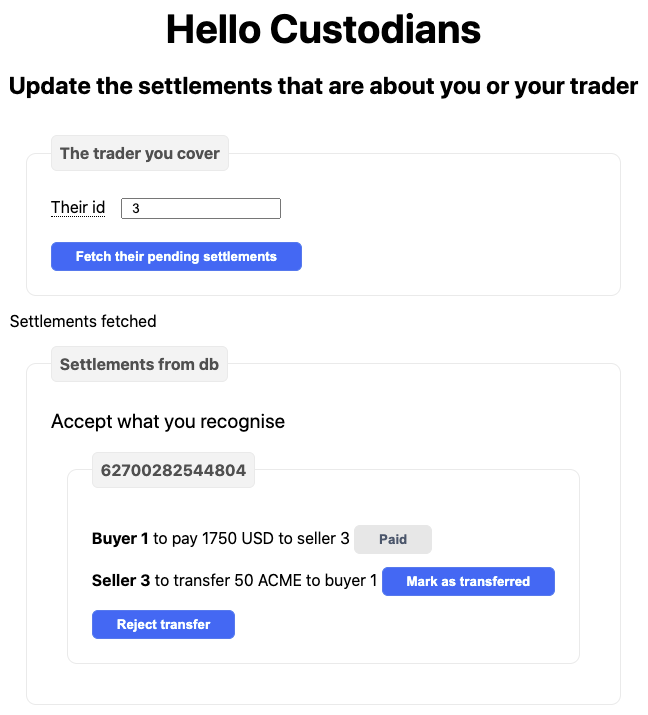 Hello Custodians
Update the settlements that are about you or your trader
The trader you cover
Their id 3
Fetch their pending settlements
Settlements fetched
Settlements from db
Accept what you recognise
62700282544804
Buyer 1 to pay 1750 USD to seller 3 Paid
Seller 3 to transfer 50 ACME to buyer 1 Mark as transferred
Reject transfer